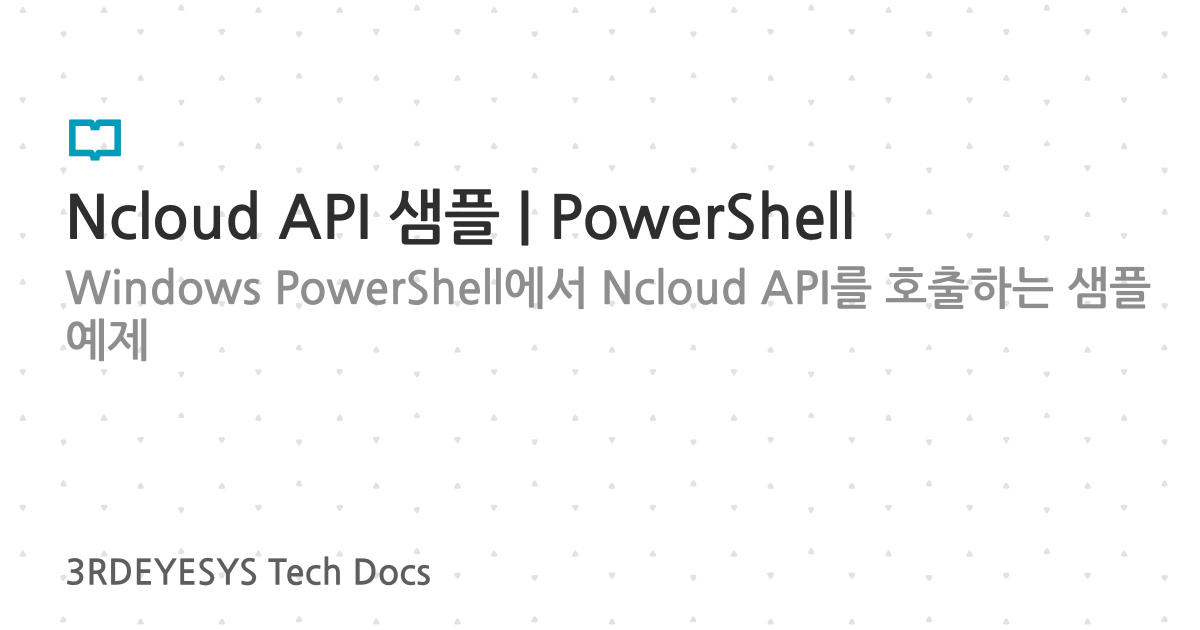 Ncloud API 샘플 | PowerShell
Windows PowerShell에서 Ncloud API를 호출하는 샘플
예제
3RDEYESYS Tech Docs